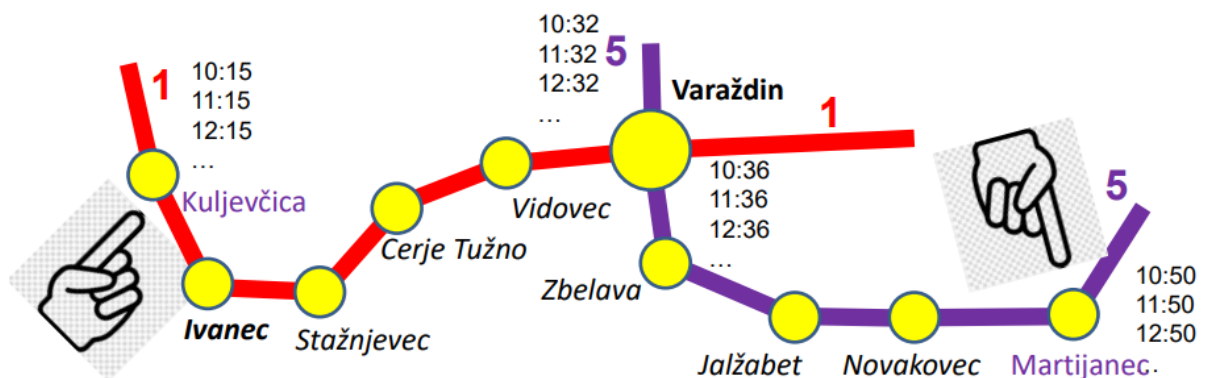 1
10:15
11:15
12:15
...
Kuljevčica
Ivanec
Stažnjevec
Cerje Tužno
Vidovec
10:32
11:32
12:32
...
5
Varaždin
1
10:36
11:36
12:36
...
Zbelava
Jalžabet
Novakovec
Martijanec
5
10:50
11:50
12:50
..